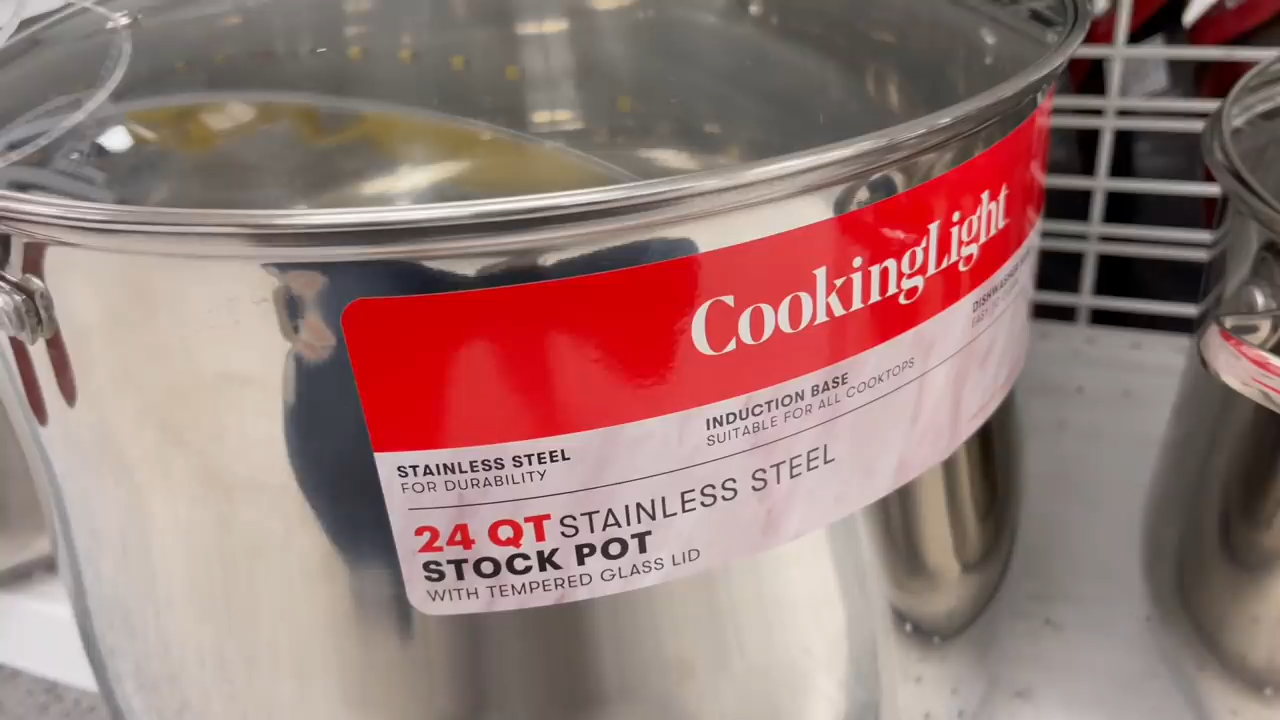 CookingLight
STAINLESS STEEL
FOR DURABILITY
INDUCTION BASE
SUITABLE FOR ALL COOKTOPS
24 QT STAINLESS STEEL
STOCK POT
WITH TEMPERED GLASS LID